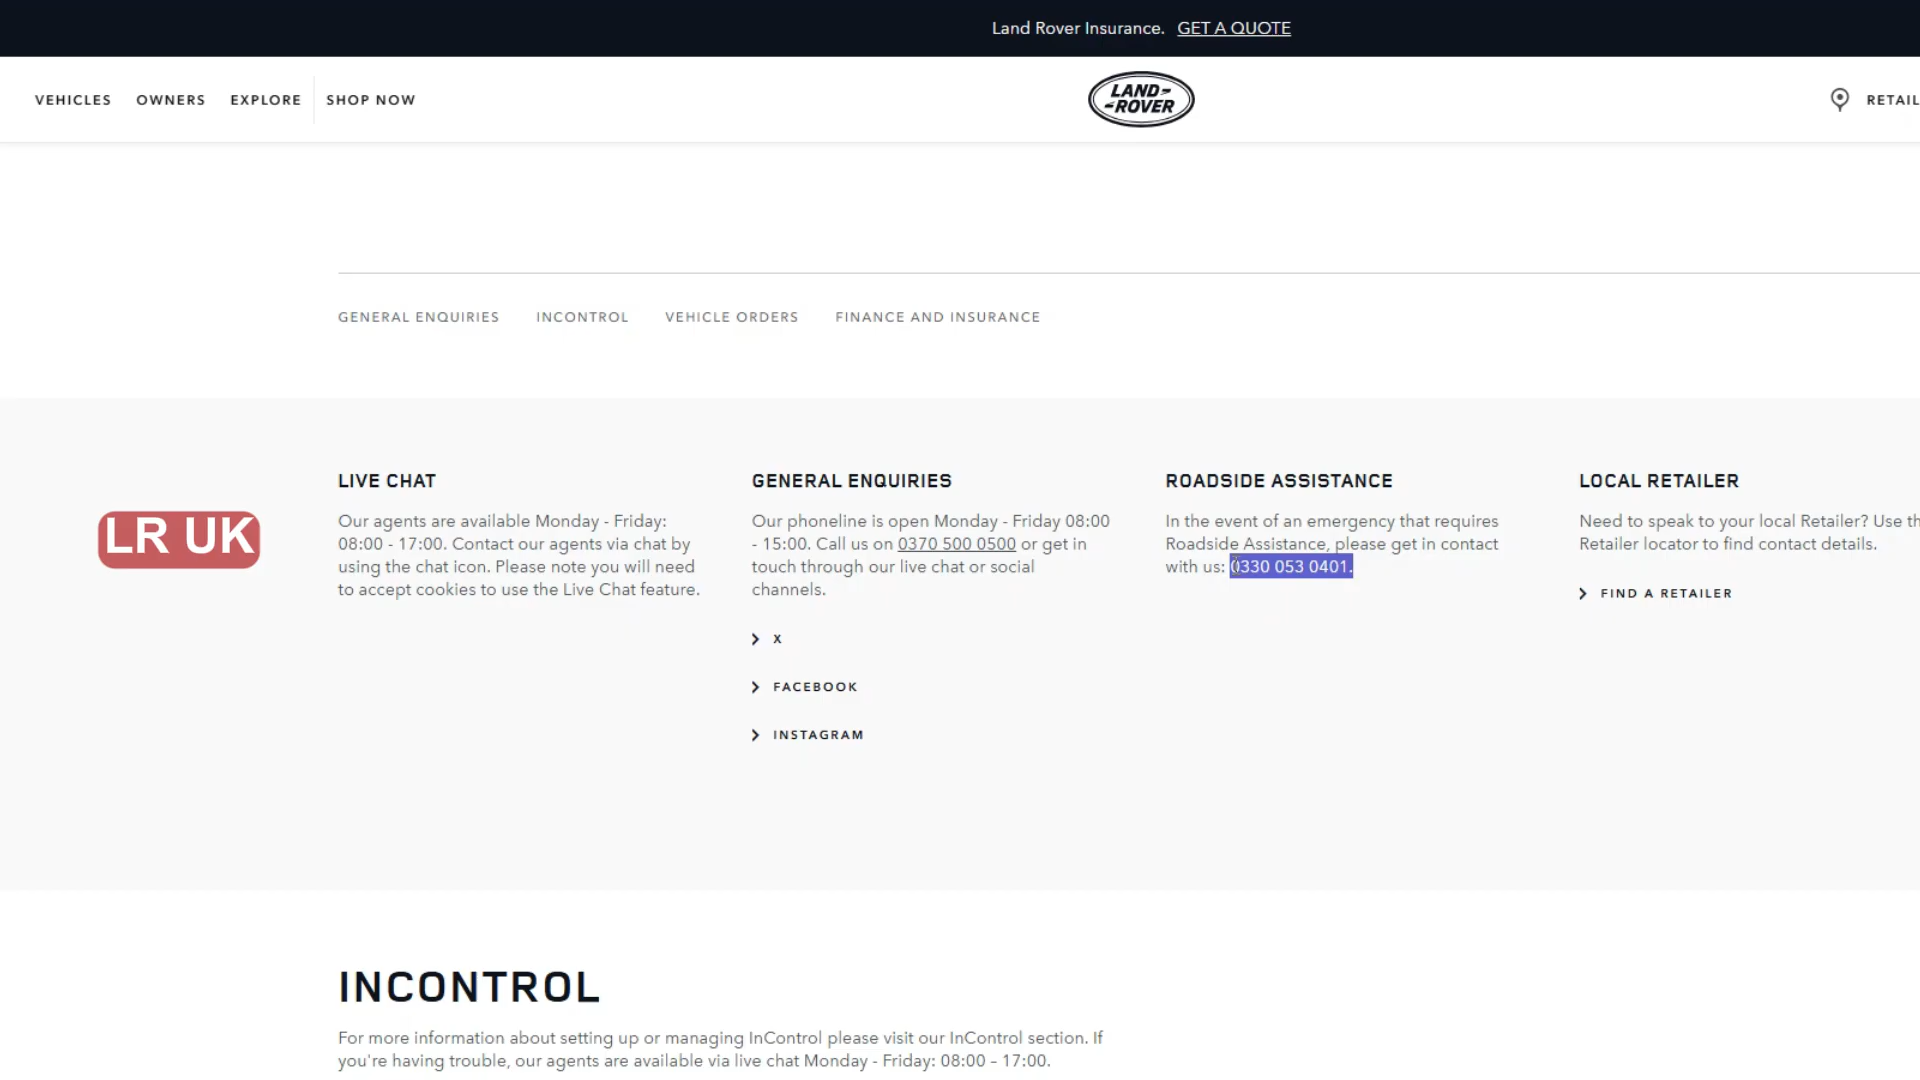 Land Rover Insurance. GET A QUOTE
VEHICLES OWNERS EXPLORE SHOP NOW
LAND-
-ROVER
RETAIL
GENERAL ENQUIRIES INCONTROL VEHICLE ORDERS FINANCE AND INSURANCE
LR UK
LIVE CHAT
Our agents are available Monday - Friday:
08:00 - 17:00. Contact our agents via chat by
using the chat icon. Please note you will need
to accept cookies to use the Live Chat feature.
GENERAL ENQUIRIES
Our phoneline is open Monday - Friday 08:00
- 15:00. Call us on 0370 500 0500 or get in
touch through our live chat or social
channels.
X
FACEBOOK
INSTAGRAM
ROADSIDE ASSISTANCE
In the event of an emergency that requires
Roadside Assistance, please get in contact
with us: 0330 053 0401.
LOCAL RETAILER
Need to speak to your local Retailer? Use th
Retailer locator to find contact details.
FIND A RETAILER
INCONTROL
For more information about setting up or managing InControl please visit our InControl section. If
you're having trouble, our agents are available via live chat Monday - Friday: 08:00 – 17:00.